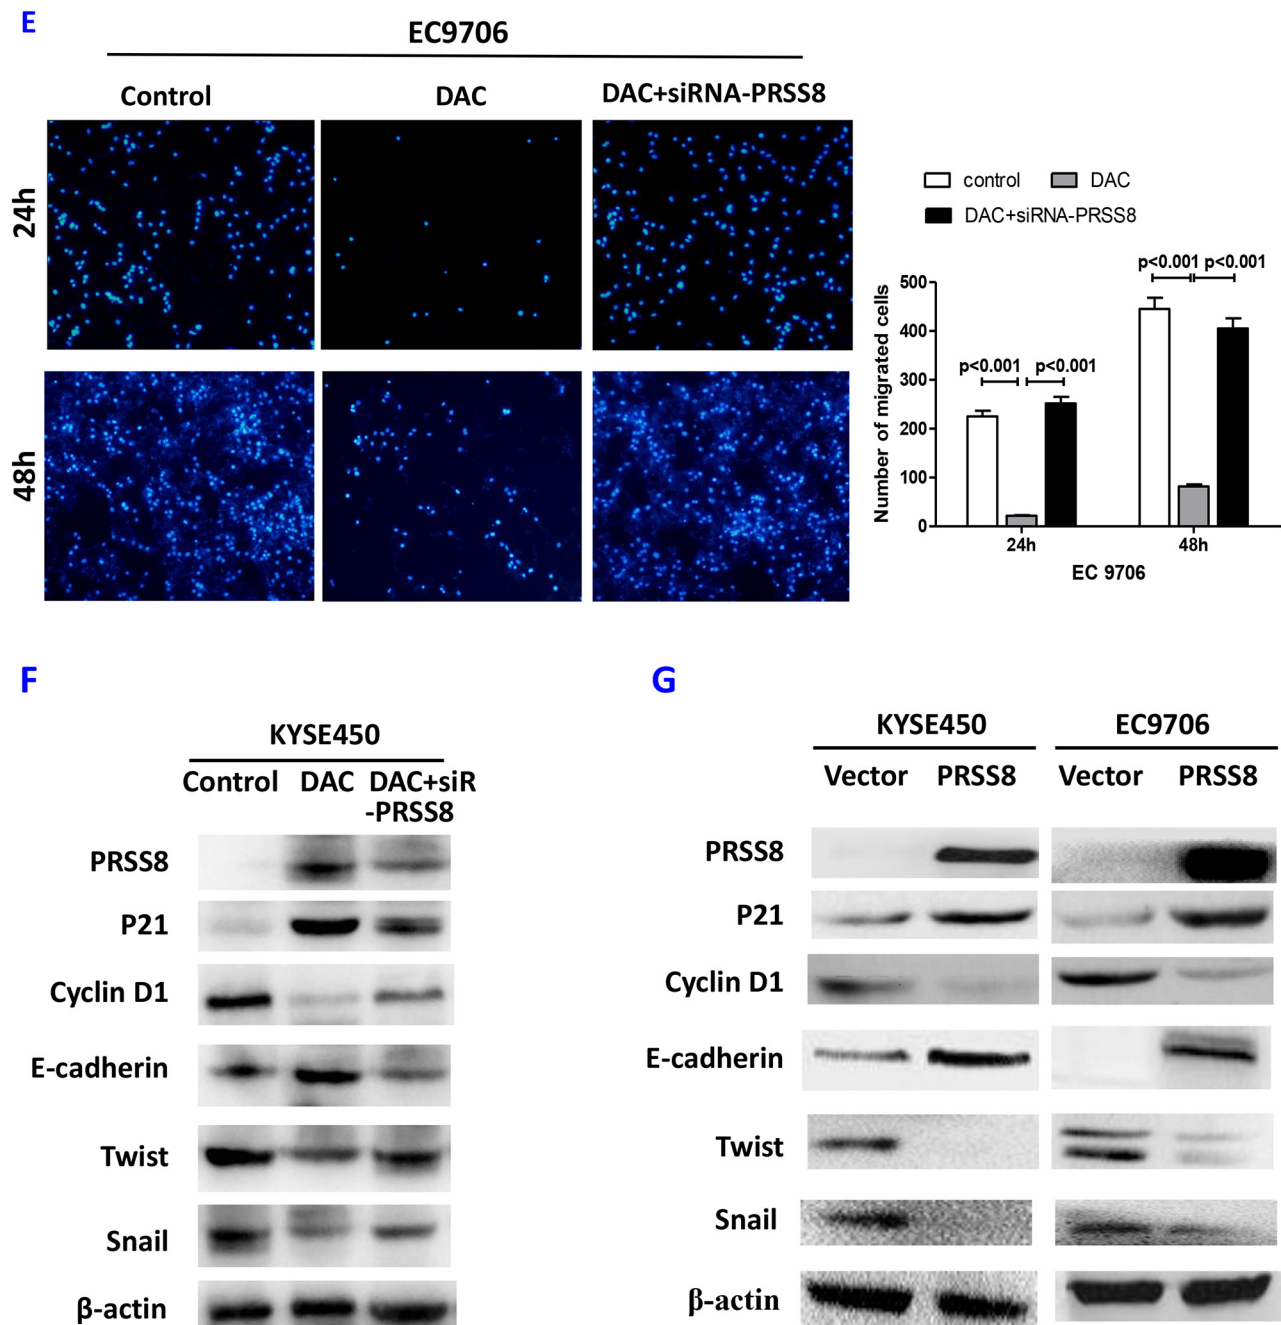 E
EC9706
Control DAC DAC+siRNA-PRSS8
24h
48h
control DAC
DAC+siRNA-PRSS8
p<0.001 p<0.001
p<0.001 p<0.001
Number of migrated cells
500
400
300
200
100
0
24h 48h
EC 9706
F
KYSE450
Control DAC DAC+siR
-PRSS8
PRSS8
P21
Cyclin D1
E-cadherin
Twist
Snail
β-actin
G
KYSE450 EC9706
Vector PRSS8 Vector PRSS8
PRSS8
P21
Cyclin D1
E-cadherin
Twist
Snail
β-actin